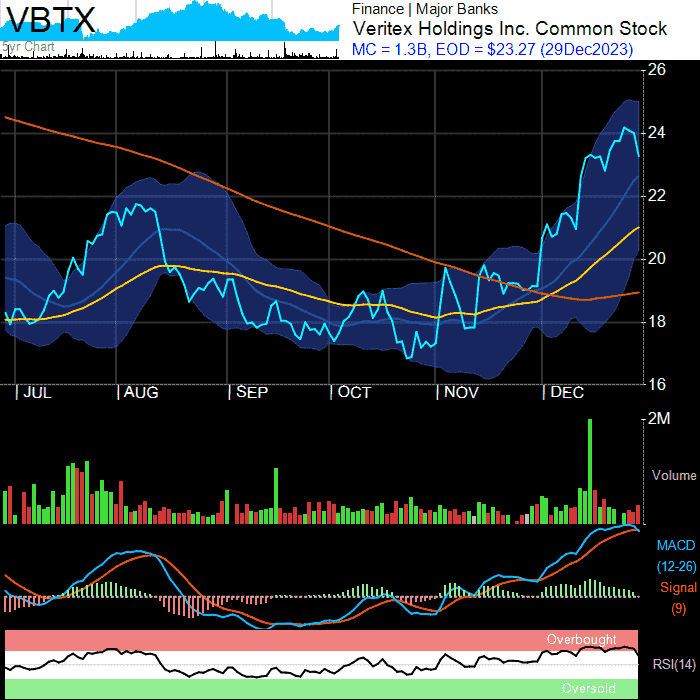 VBTX
5yr Chart
Finance | Major Banks
Veritex Holdings Inc. Common Stock
MC = 1.3B, EOD = $23.27 (29Dec2023)
26
24
22
20
18
16
JUL AUG SEP OCT NOV DEC
2M
Volume
MACD
(12-26)
Signal
(9)
Overbought
RSI(14)
Oversold